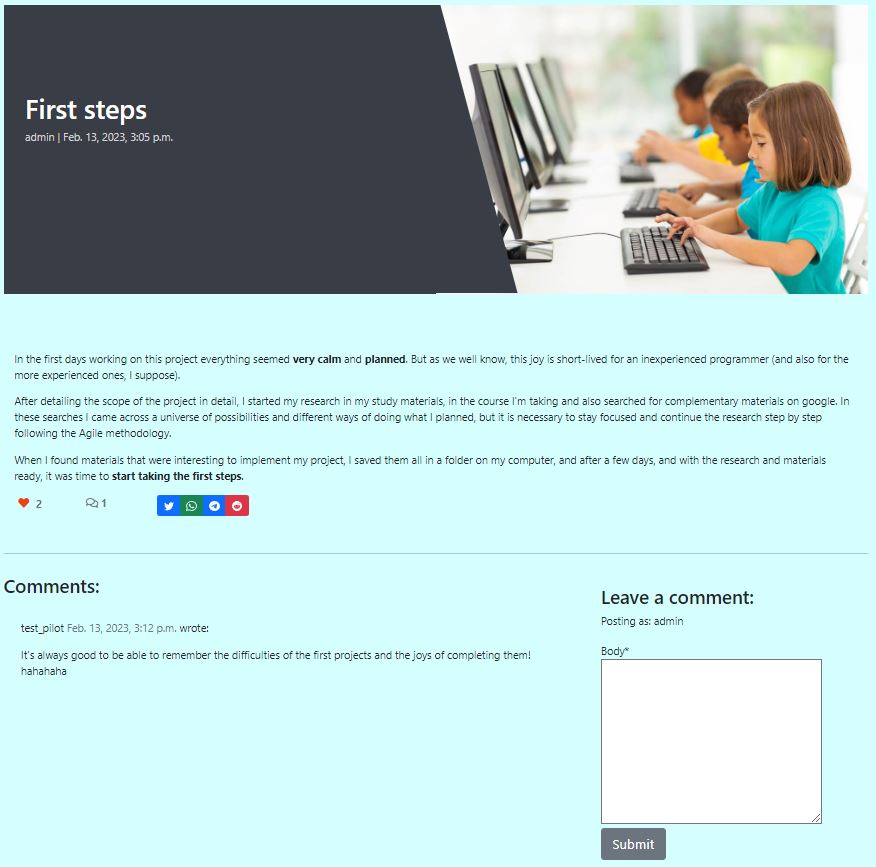 First steps
admin | Feb. 13, 2023, 3:05 p.m.
In the first days working on this project everything seemed very calm and planned. But as we well know, this joy is short-lived for an inexperienced programmer (and also for the
more experienced ones, I suppose).
After detailing the scope of the project in detail, I started my research in my study materials, in the course I'm taking and also searched for complementary materials on google. In
these searches I came across a universe of possibilities and different ways of doing what I planned, but it is necessary to stay focused and continue the research step by step
following the Agile methodology.
When I found materials that were interesting to implement my project, I saved them all in a folder on my computer, and after a few days, and with the research and materials
ready, it was time to start taking the first steps.
2 1
Comments:
test_pilot Feb. 13, 2023, 3:12 p.m. wrote:
It's always good to be able to remember the difficulties of the first projects and the joys of completing them!
hahahaha
Leave a comment:
Posting as: admin
Body*
Submit